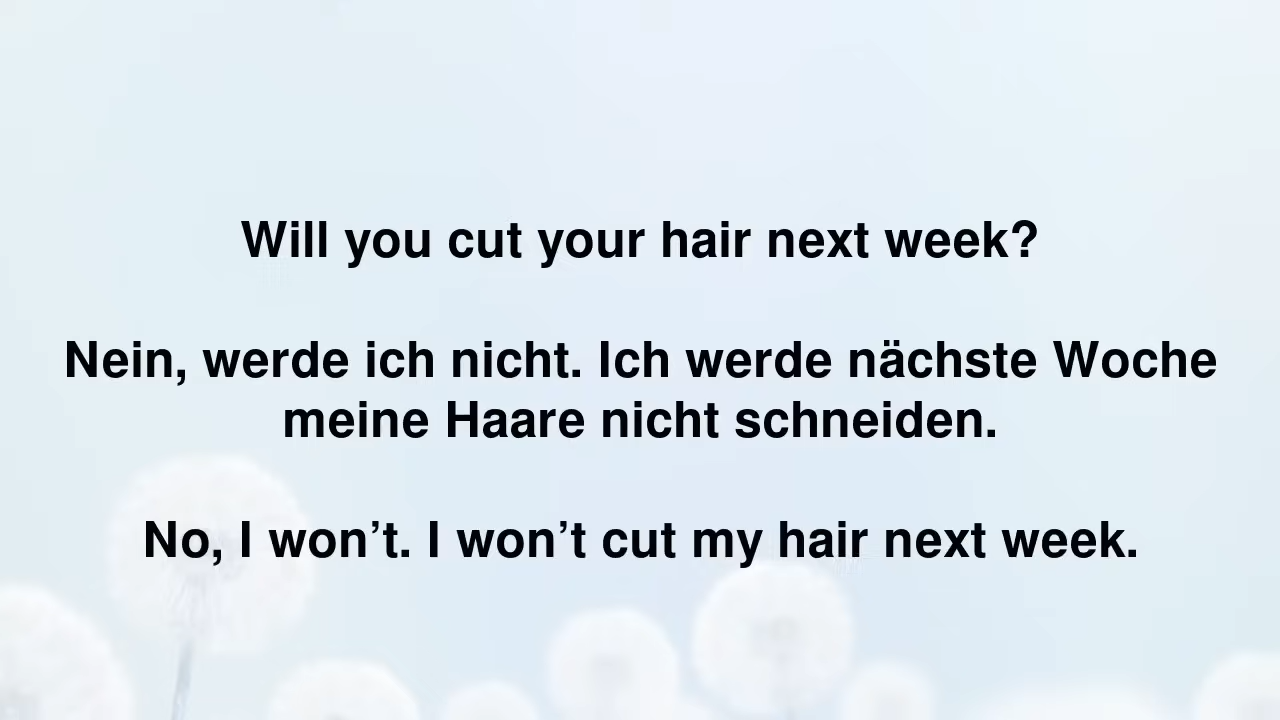 Will you cut your hair next week?
Nein, werde ich nicht. Ich werde nächste Woche
meine Haare nicht schneiden.
No, I won’t. I won’t cut my hair next week.